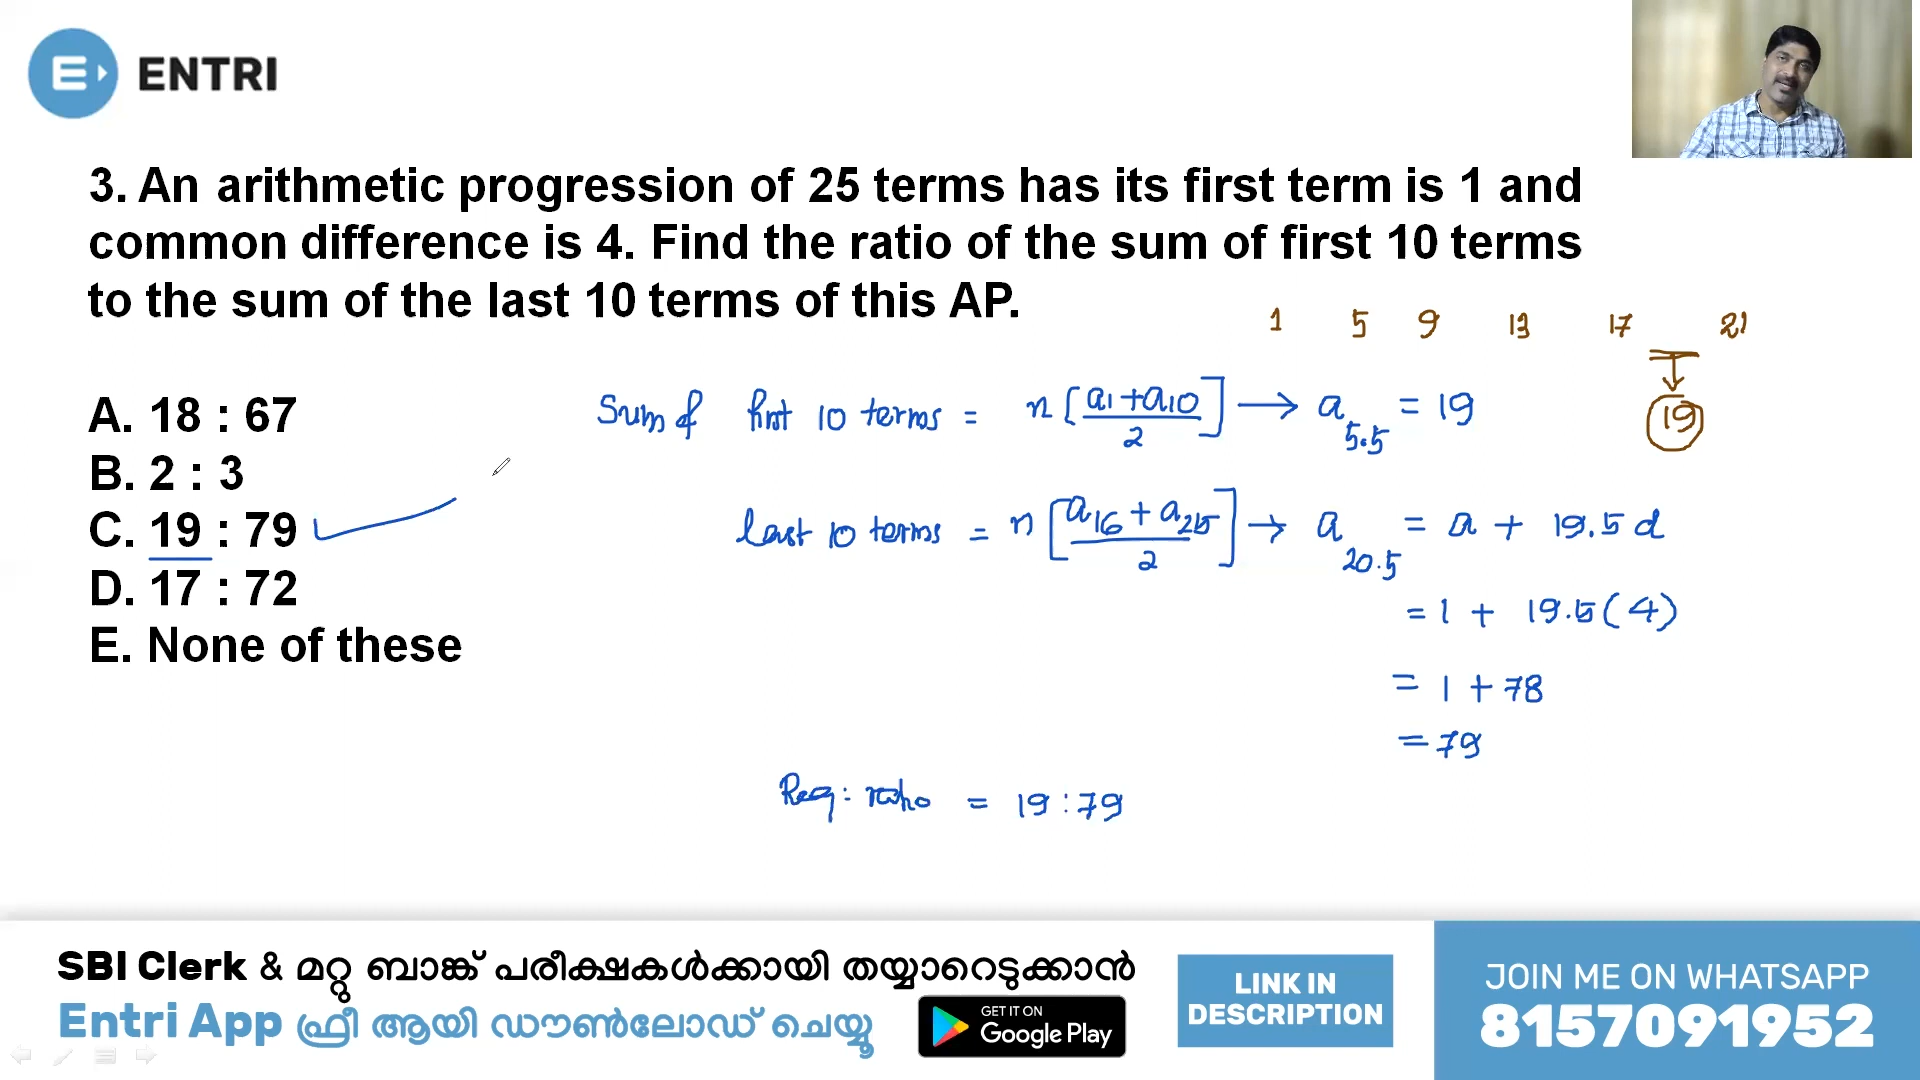 ENTRI
3. An arithmetic progression of 25 terms has its first term is 1 and
common difference is 4. Find the ratio of the sum of first 10 terms
to the sum of the last 10 terms of this AP.
1 5 9 13 17 21
19
A. 18 : 67
B. 2 : 3
C. 19 : 79
D. 17 : 72
E. None of these
Sum of first 10 terms = n [ (a1 + a10) / 2 ] → a5.5 = 19
last 10 terms = n [ (a16 + a25) / 2 ] → a20.5 = a + 19.5 d
= 1 + 19.5 (4)
= 1 + 78
= 79
Req: ratio = 19 : 79
SBI Clerk & മറ്റു ബാങ്ക് പരീക്ഷകൾക്കായി തയ്യാറെടുക്കാൻ
Entri App ഫ്രീ ആയി ഡൗൺലോഡ് ചെയ്യൂ
GET IT ON
Google Play
LINK IN
DESCRIPTION
JOIN ME ON WHATSAPP
8157091952